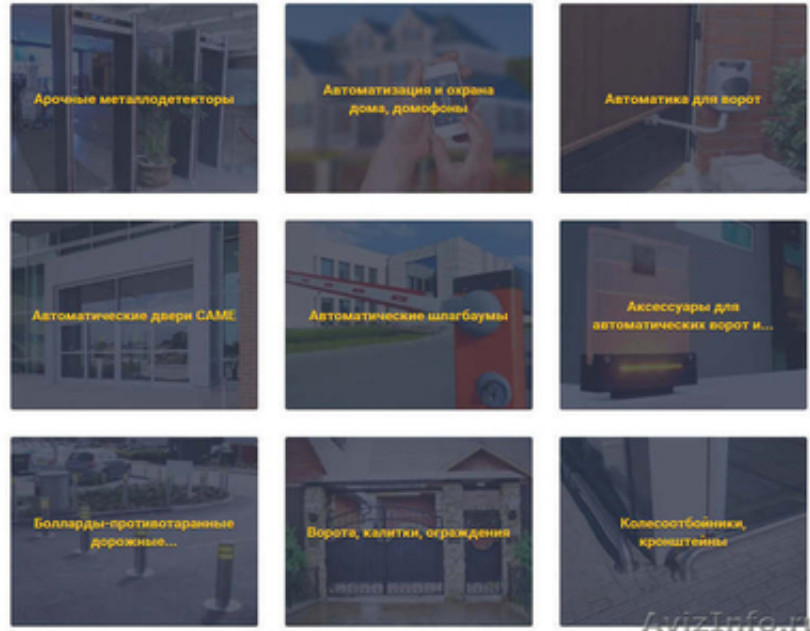 Арочные металлодетекторы
Автоматизация и охрана
дома, домофоны
Автоматика для ворот
Автоматические двери CAME
Автоматические шлагбаумы
Аксессуары для
автоматических ворот и...
Болларды-противотаранные
дорожные...
Ворота, калитки, ограждения
Колесоотбойники,
кронштейны
AvizInfo.r